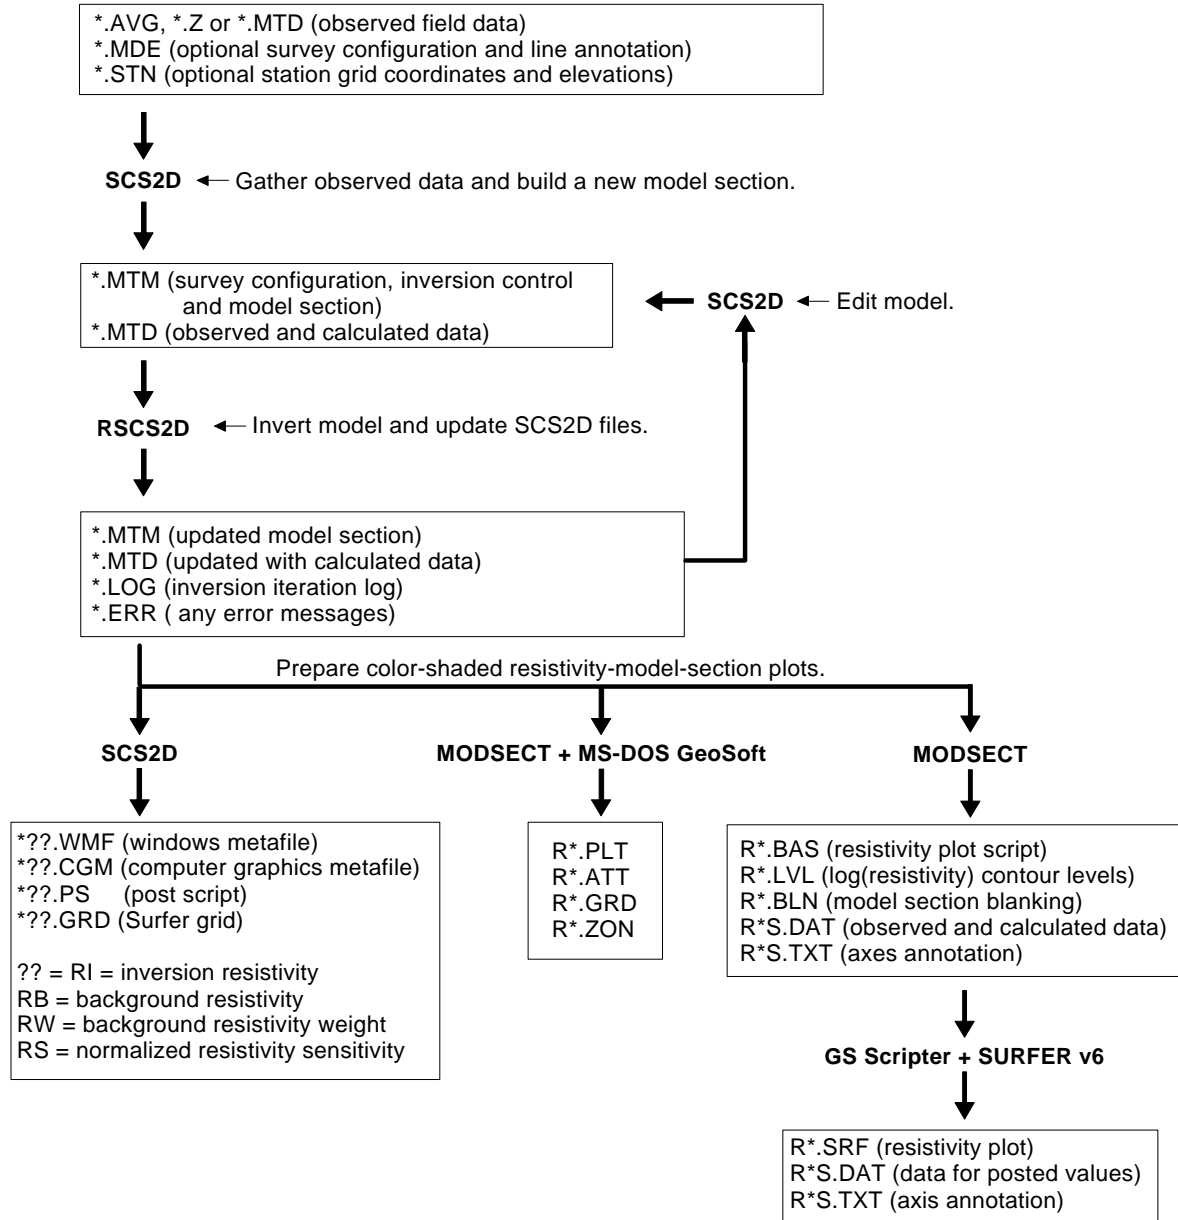 *.AVG, *.Z or *.MTD (observed field data)
*.MDE (optional survey configuration and line annotation)
*.STN (optional station grid coordinates and elevations)
SCS2D
Gather observed data and build a new model section.
*.MTM (survey configuration, inversion control
and model section)
*.MTD (observed and calculated data)
SCS2D
Edit model.
RSCS2D
Invert model and update SCS2D files.
*.MTM (updated model section)
*.MTD (updated with calculated data)
*.LOG (inversion iteration log)
*.ERR ( any error messages)
Prepare color-shaded resistivity-model-section plots.
SCS2D
MODSECT + MS-DOS GeoSoft
MODSECT
*??.WMF (windows metafile)
*??.CGM (computer graphics metafile)
*??.PS (post script)
*??.GRD (Surfer grid)
?? = RI = inversion resistivity
RB = background resistivity
RW = background resistivity weight
RS = normalized resistivity sensitivity
R*.PLT
R*.ATT
R*.GRD
R*.ZON
R*.BAS (resistivity plot script)
R*.LVL (log(resistivity) contour levels)
R*.BLN (model section blanking)
R*S.DAT (observed and calculated data)
R*S.TXT (axes annotation)
GS Scripter + SURFER v6
R*.SRF (resistivity plot)
R*S.DAT (data for posted values)
R*S.TXT (axis annotation)